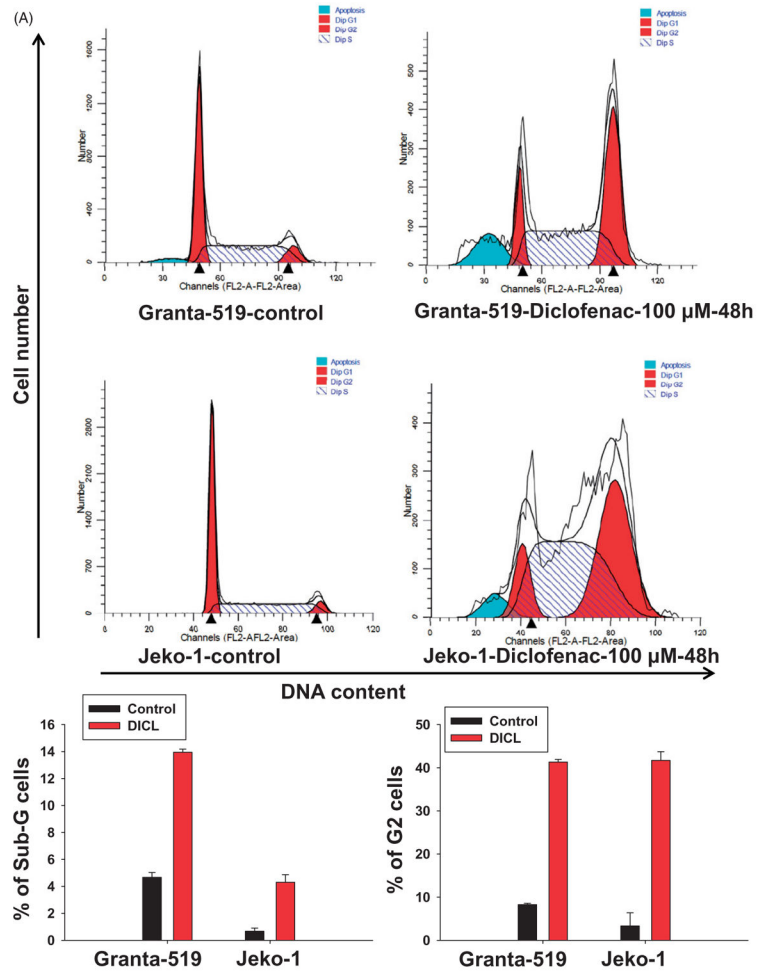 (A)
Apoptosis
Dip G1
Dip G2
Dip S
Number
1600
1200
800
400
0
0 30 60 90 120
Channels (FL2-A-FL2-Area)
Granta-519-control
Apoptosis
Dip G1
Dip G2
Dip S
Number
500
400
300
200
100
0
0 30 60 90 120
Channels (FL2-A-FL2-Area)
Granta-519-Diclofenac-100 µM-48h
Cell number
Apoptosis
Dip G1
Dip G2
Dip S
Number
2800
2100
1400
700
0
0 20 40 60 80 100 120
Channels (FL2-A-FL2-Area)
Jeko-1-control
Apoptosis
Dip G1
Dip G2
Dip S
Number
400
300
200
100
0
0 20 40 60 80 100 120
Channels (FL2-A-FL2-Area)
Jeko-1-Diclofenac-100 µM-48h
DNA content
% of Sub-G cells
16
14
12
10
8
6
4
2
0
Control
DICL
Granta-519 Jeko-1
% of G2 cells
50
40
30
20
10
0
Control
DICL
Granta-519 Jeko-1